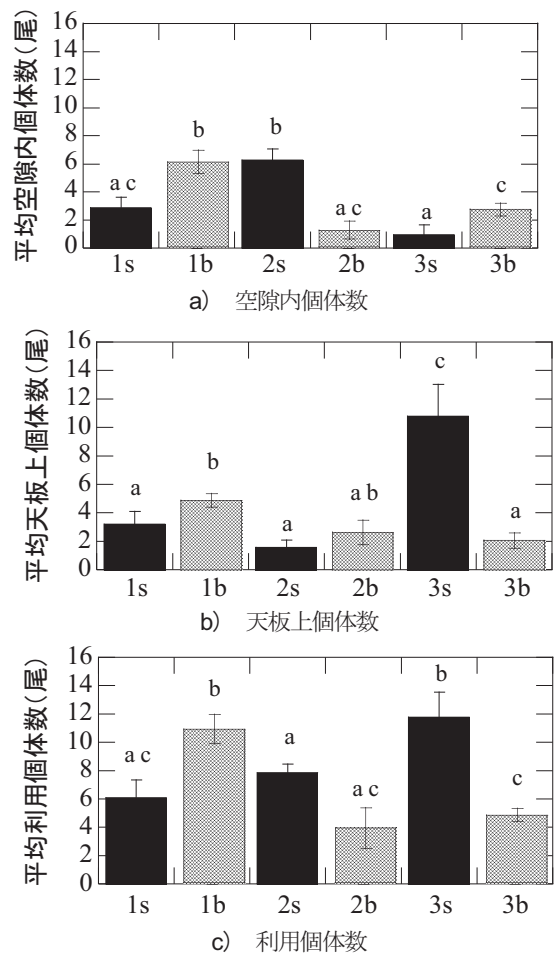 平均空隙内個体数(尾)
16
14
12
10
8
6
4
2
0
a c
b
b
a c
a
c
1s 1b 2s 2b 3s 3b
a) 空隙内個体数
平均天板上個体数(尾)
16
14
12
10
8
6
4
2
0
a
b
a
a b
c
a
1s 1b 2s 2b 3s 3b
b) 天板上個体数
平均利用個体数(尾)
16
14
12
10
8
6
4
2
0
a c
b
a
a c
b
c
1s 1b 2s 2b 3s 3b
c) 利用個体数